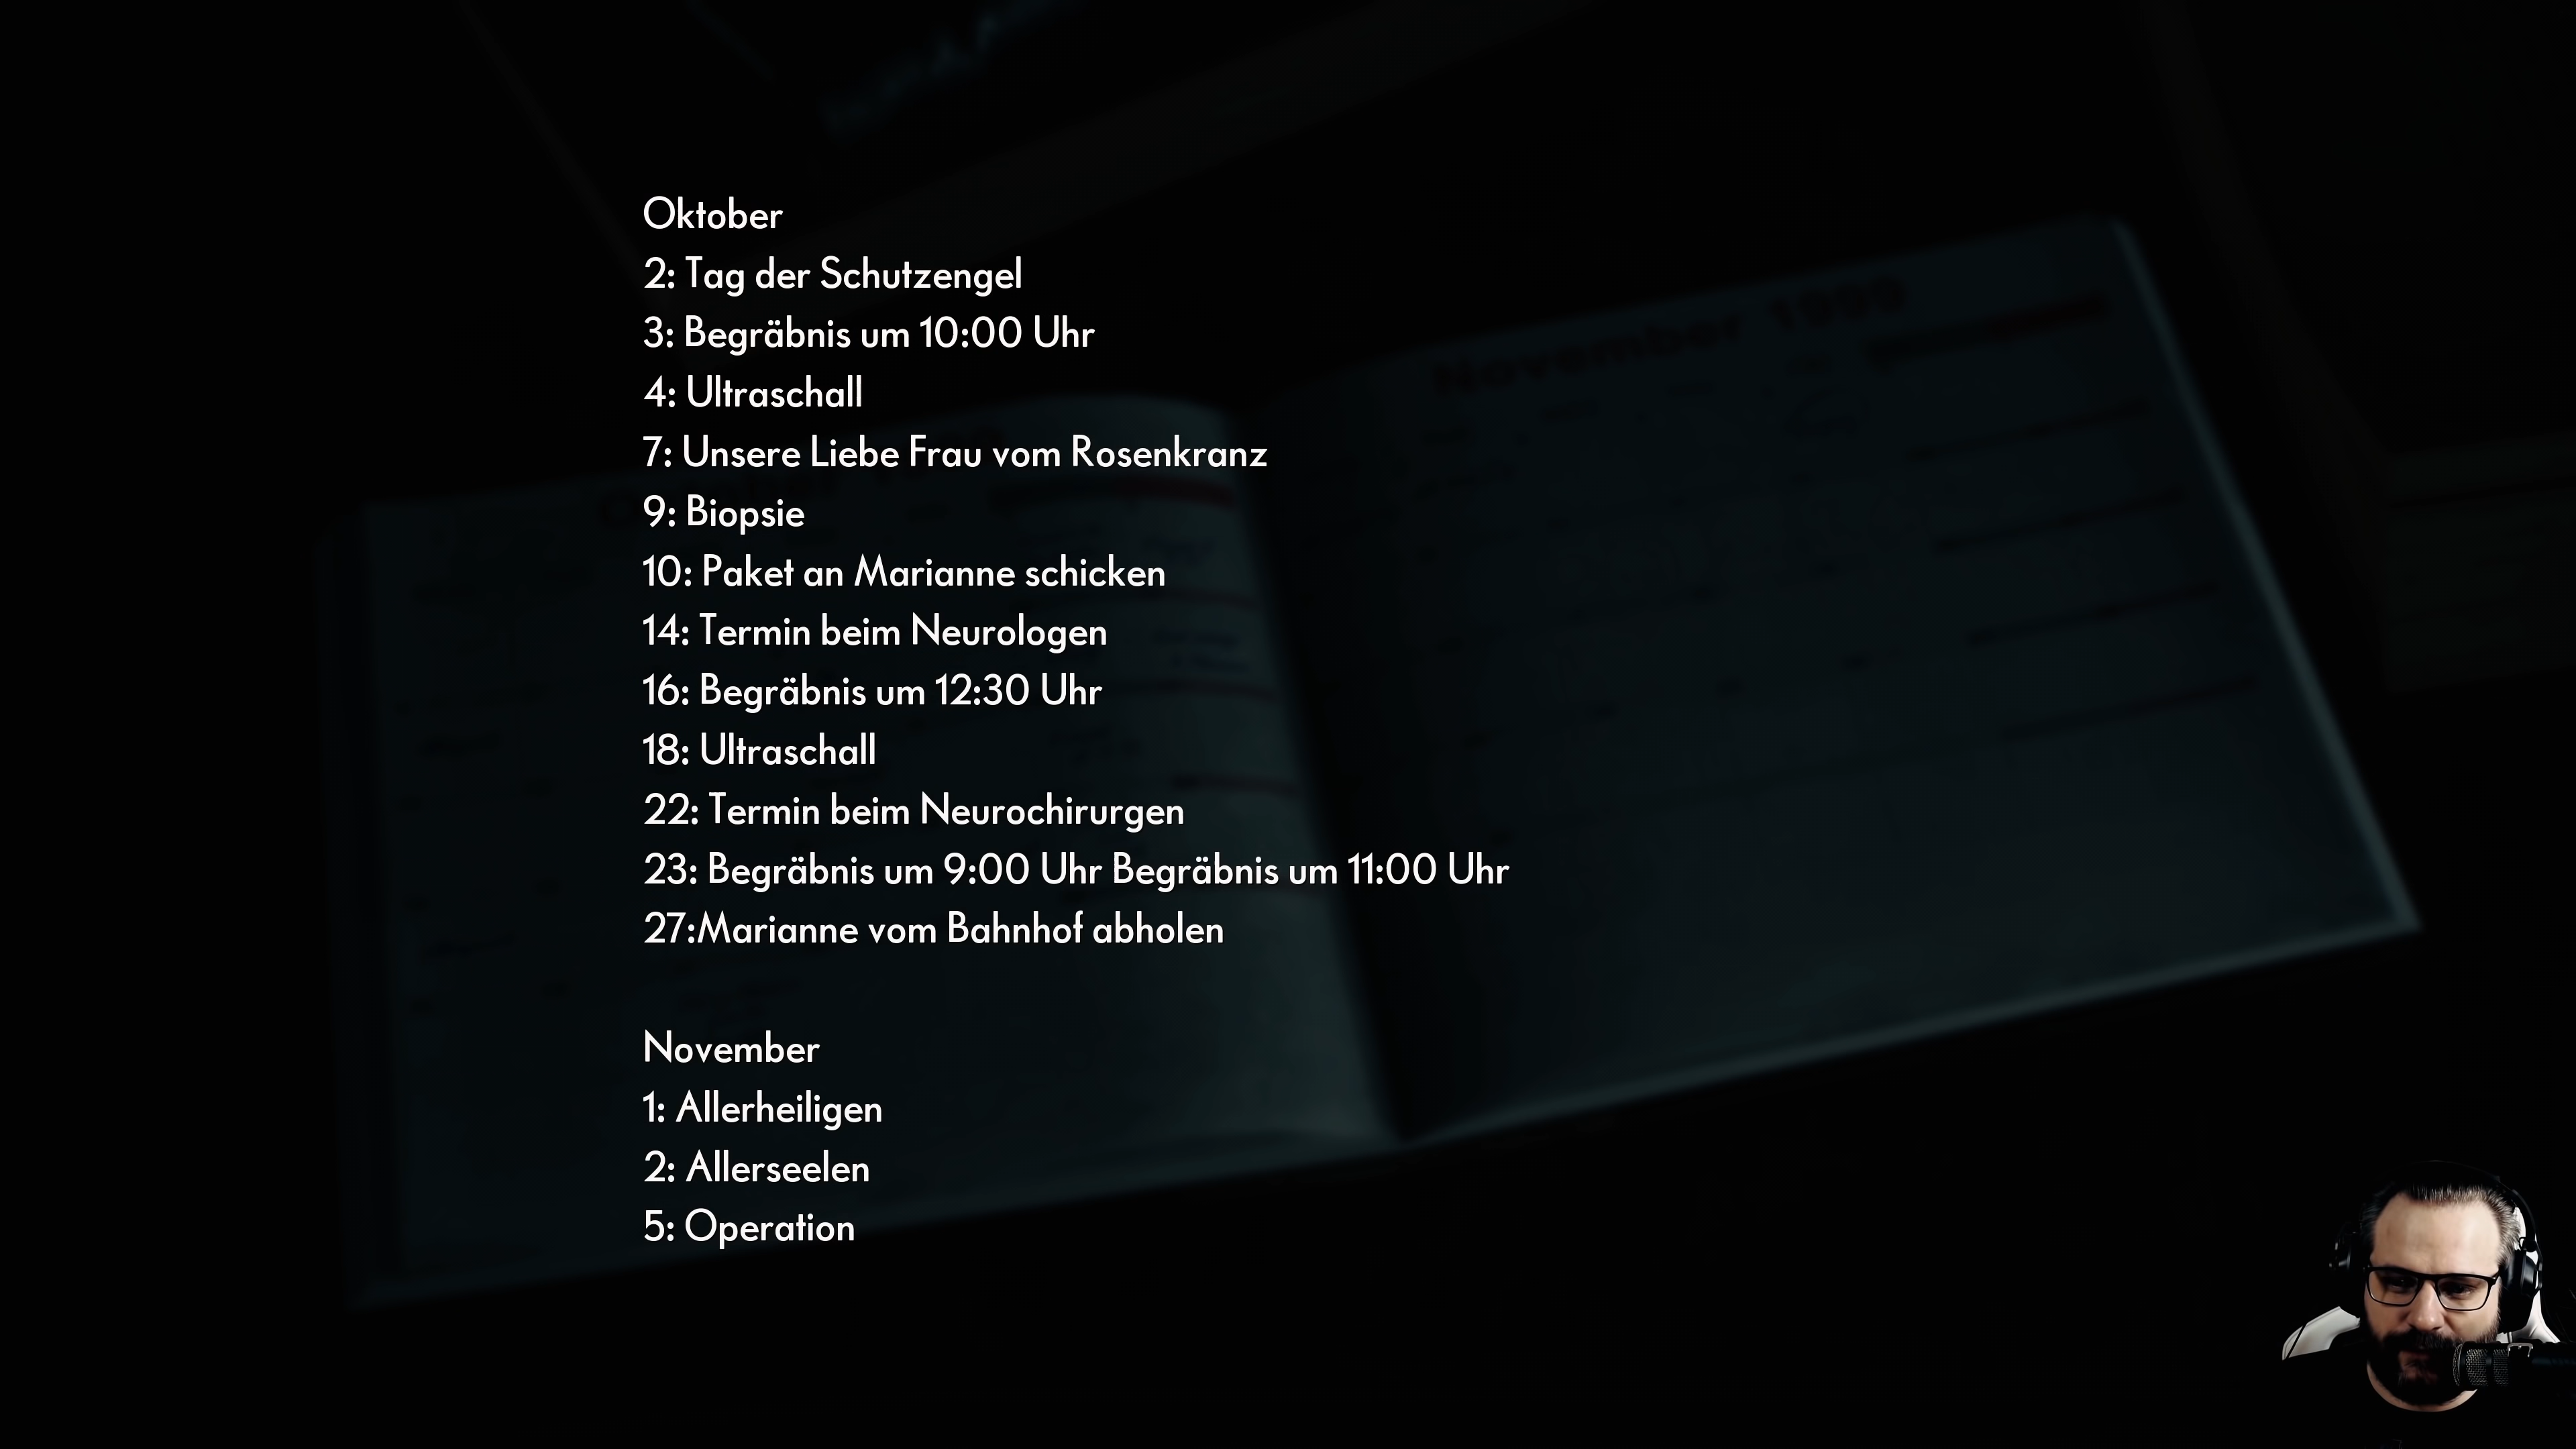 Oktober
2: Tag der Schutzengel
3: Begräbnis um 10:00 Uhr
4: Ultraschall
7: Unsere Liebe Frau vom Rosenkranz
9: Biopsie
10: Paket an Marianne schicken
14: Termin beim Neurologen
16: Begräbnis um 12:30 Uhr
18: Ultraschall
22: Termin beim Neurochirurgen
23: Begräbnis um 9:00 Uhr Begräbnis um 11:00 Uhr
27:Marianne vom Bahnhof abholen
November
1: Allerheiligen
2: Allerseelen
5: Operation
November 1999